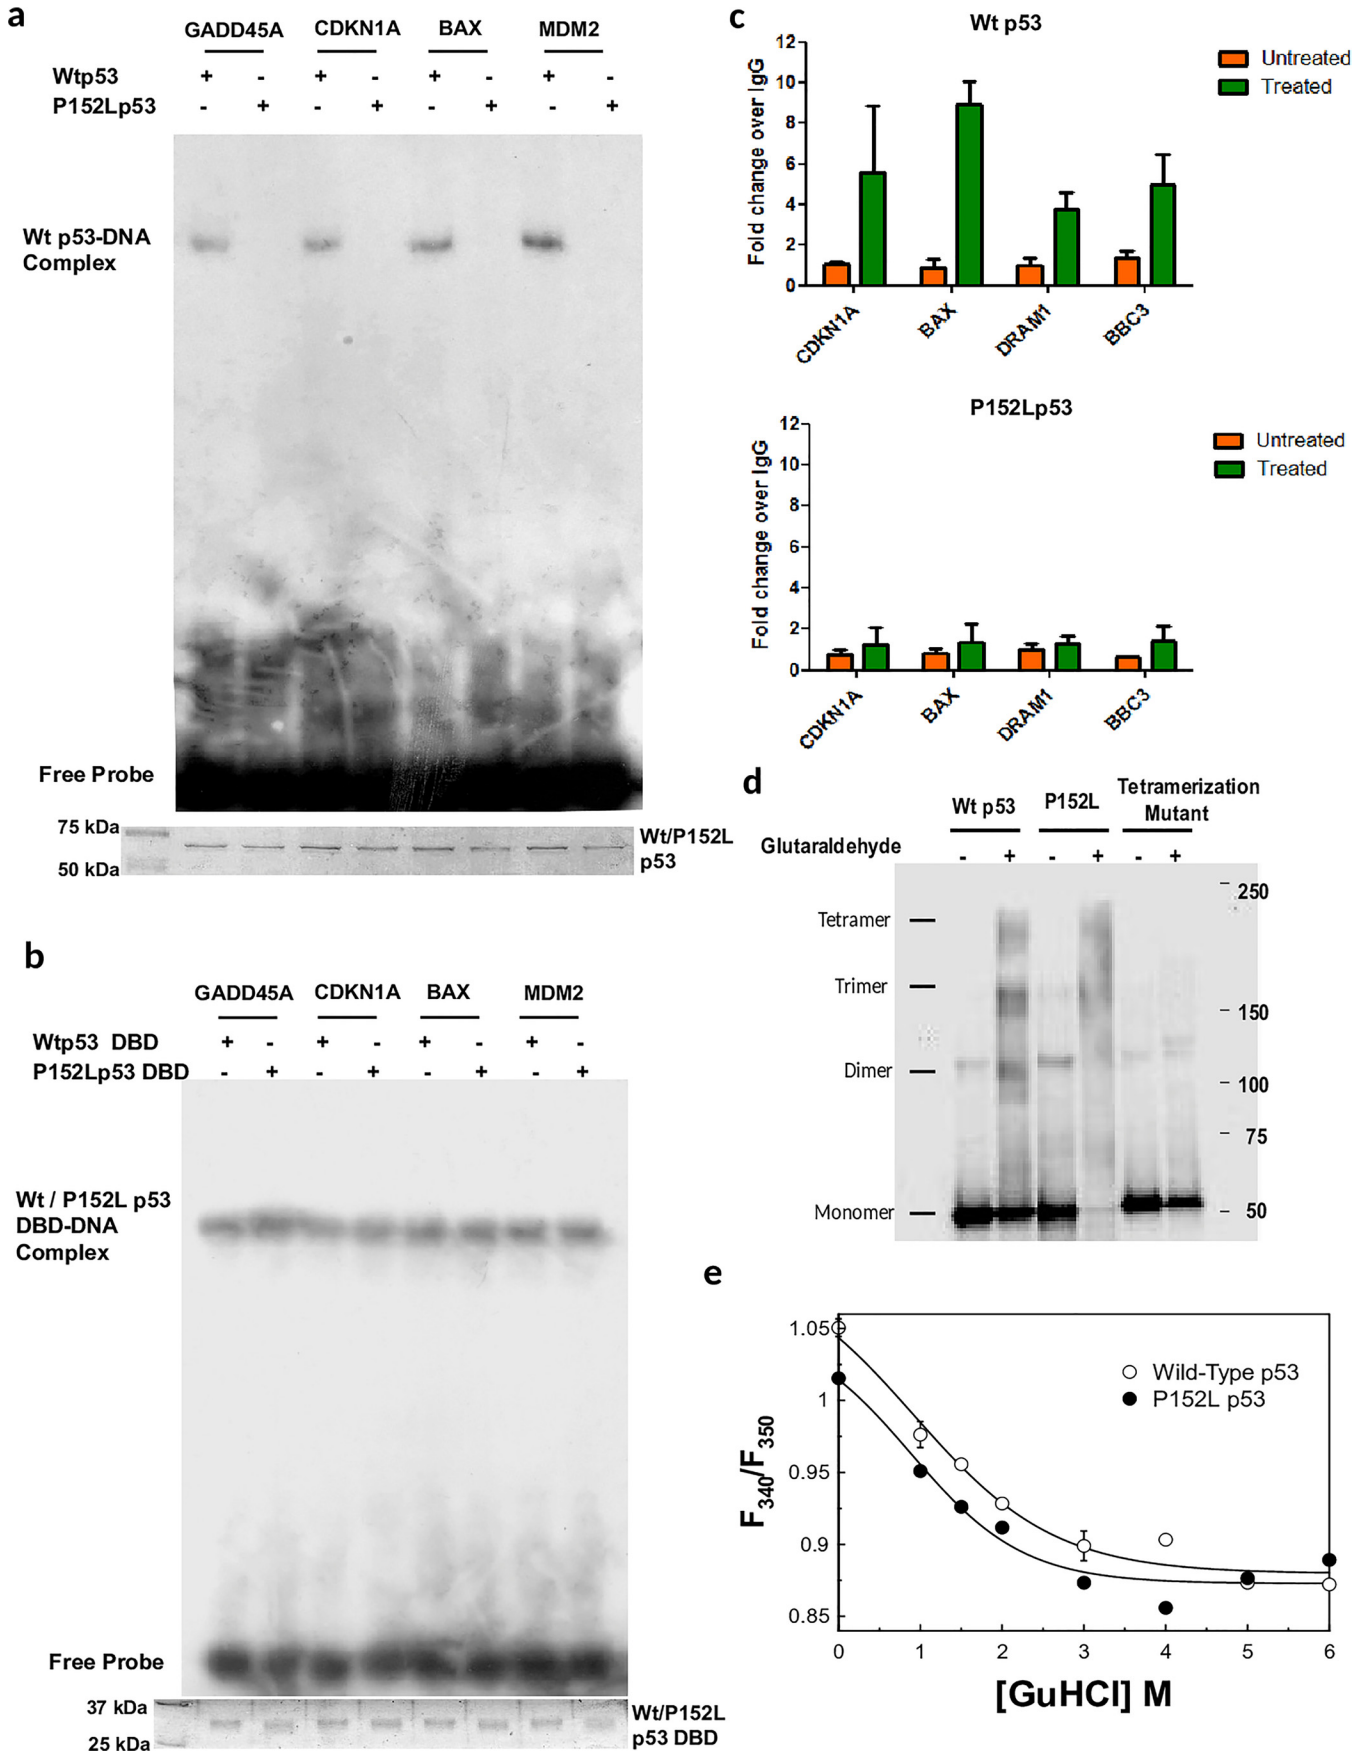 a
GADD45A CDKN1A BAX MDM2
Wtp53 + - + - + - + -
P152Lp53 - + - + - + - +
Wt p53-DNA
Complex
Free Probe
75 kDa
50 kDa
Wt/P152L
p53
b
GADD45A CDKN1A BAX MDM2
Wtp53 DBD + - + - + - + -
P152Lp53 DBD - + - + - + - +
Wt / P152L p53
DBD-DNA
Complex
Free Probe
37 kDa
25 kDa
Wt/P152L
p53 DBD
c
Wt p53
Untreated
Treated
Fold change over IgG
12
10
8
6
4
2
0
CDKN1A BAX DRAM1 BBC3
P152Lp53
Untreated
Treated
Fold change over IgG
12
10
8
6
4
2
0
CDKN1A BAX DRAM1 BBC3
d
Wt p53 P152L Tetramerization
Mutant
Glutaraldehyde - + - + - +
Tetramer
Trimer
Dimer
Monomer
250
150
100
75
50
e
Wild-Type p53
P152L p53
F340/F350
1.05
1
0.95
0.9
0.85
0 1 2 3 4 5 6
[GuHCl] M